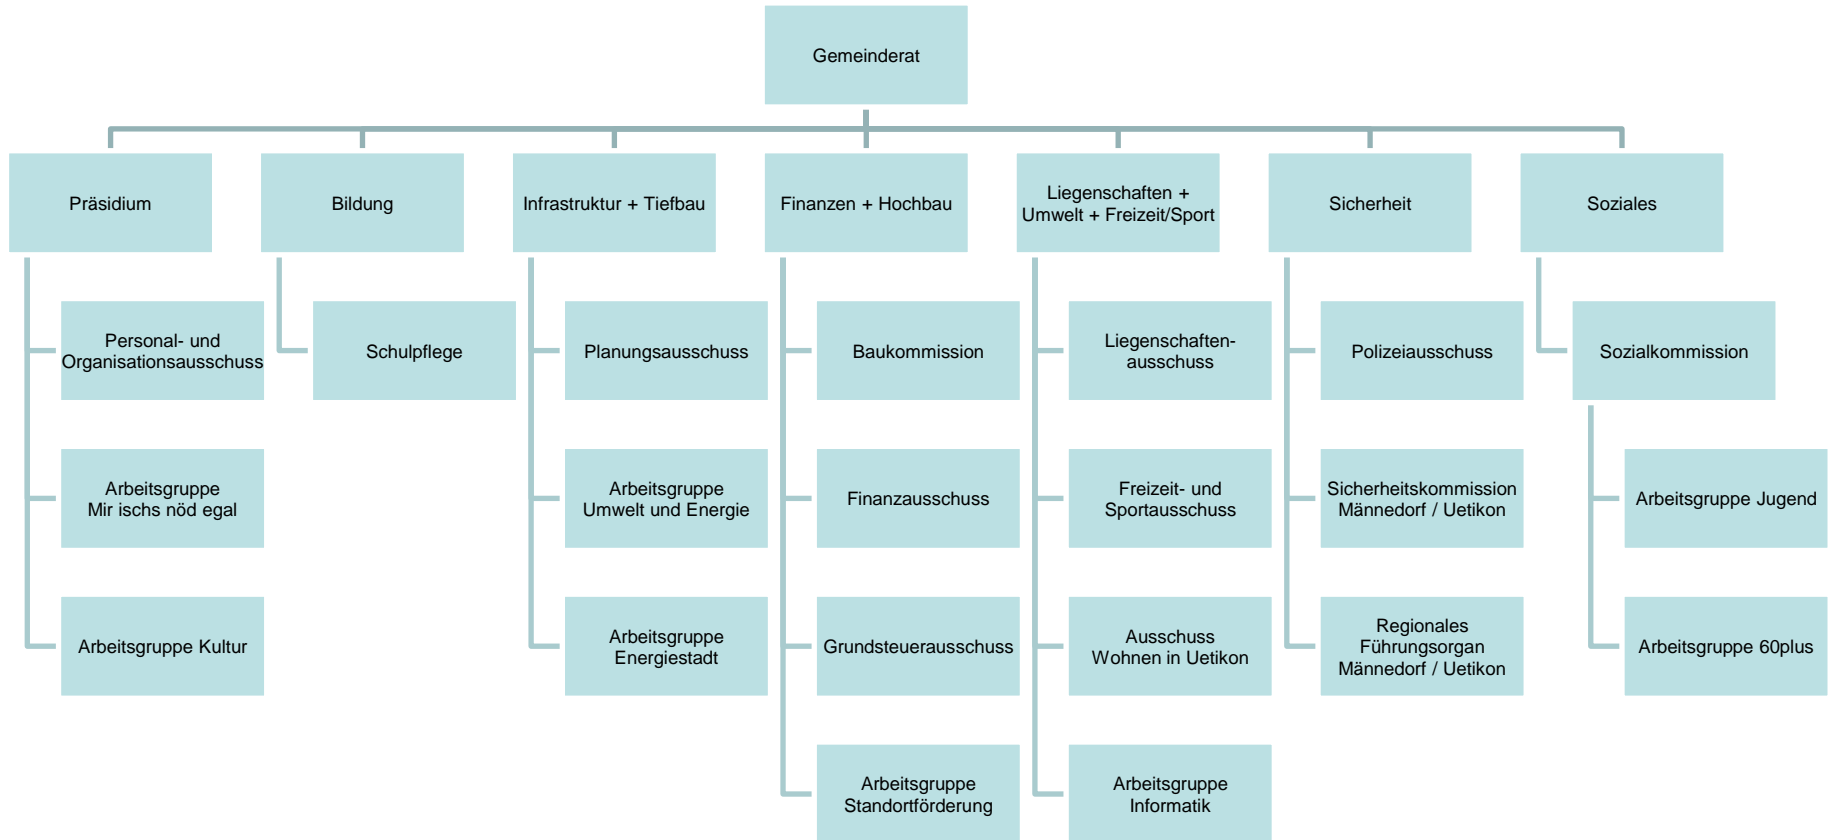 Gemeinderat
Präsidium
Bildung
Infrastruktur + Tiefbau
Finanzen + Hochbau
Liegenschaften +
Umwelt + Freizeit/Sport
Sicherheit
Soziales
Personal- und
Organisationsausschuss
Schulpflege
Planungsausschuss
Baukommission
Liegenschaften-
ausschuss
Polizeiausschuss
Sozialkommission
Arbeitsgruppe
Mir ischs nöd egal
Arbeitsgruppe
Umwelt und Energie
Finanzausschuss
Freizeit- und
Sportausschuss
Sicherheitskommission
Männedorf / Uetikon
Arbeitsgruppe Jugend
Arbeitsgruppe Kultur
Arbeitsgruppe
Energiestadt
Grundsteuerausschuss
Ausschuss
Wohnen in Uetikon
Regionales
Führungsorgan
Männedorf / Uetikon
Arbeitsgruppe 60plus
Arbeitsgruppe
Standortförderung
Arbeitsgruppe
Informatik